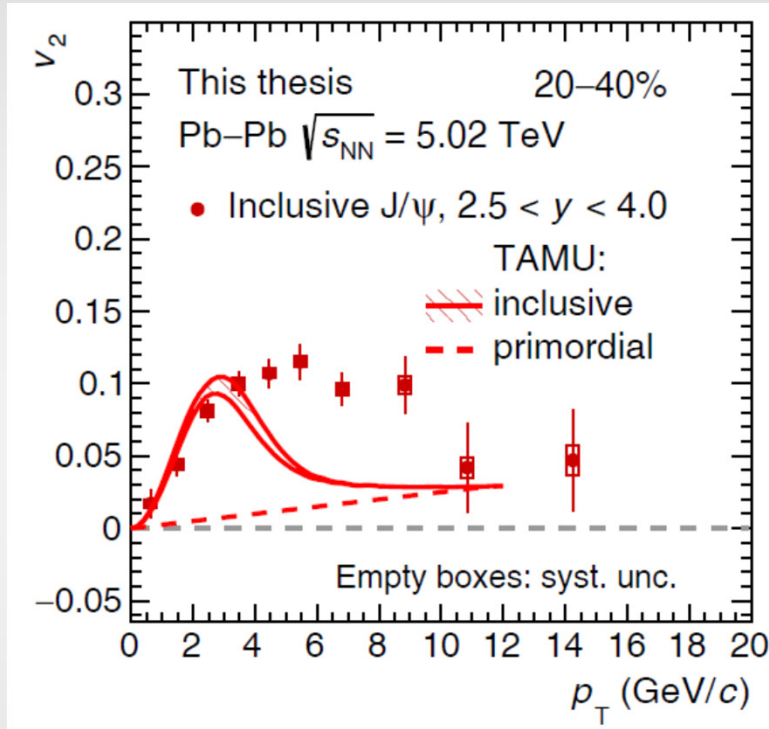 v₂
This thesis 20–40%
Pb–Pb √s_NN = 5.02 TeV
Inclusive J/ψ, 2.5 < y < 4.0
TAMU:
inclusive
primordial
Empty boxes: syst. unc.
0.3
0.25
0.2
0.15
0.1
0.05
0
−0.05
0 2 4 6 8 10 12 14 16 18 20
p_T (GeV/c)